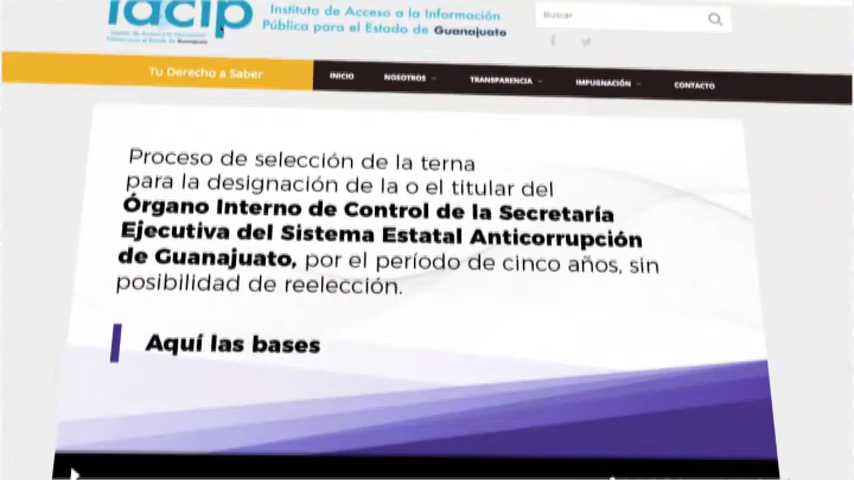 iacip
Instituto de Acceso a la Información
Pública para el Estado de Guanajuato
Buscar
Tu Derecho a Saber
INICIO
NOSOTROS
TRANSPARENCIA
IMPUGNACIÓN
CONTACTO
Proceso de selección de la terna
para la designación de la o el titular del
Órgano Interno de Control de la Secretaría
Ejecutiva del Sistema Estatal Anticorrupción
de Guanajuato, por el período de cinco años, sin
posibilidad de reelección.
Aquí las bases